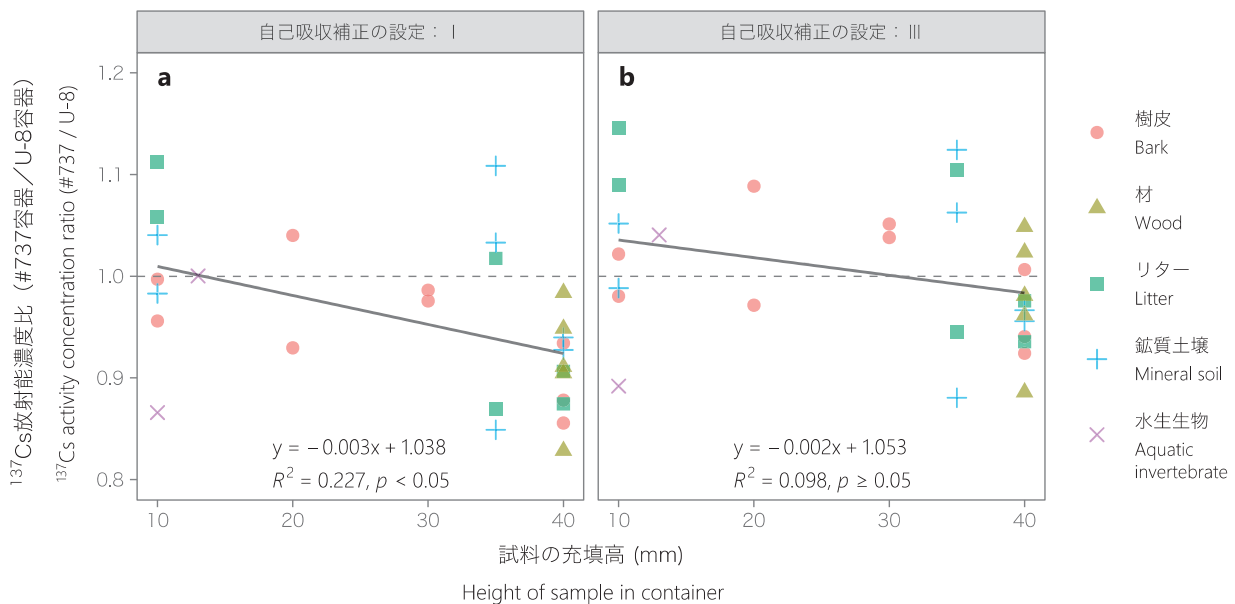 自己吸収補正の設定：Ⅰ
自己吸収補正の設定：Ⅲ
137Cs放射能濃度比（#737容器／U-8容器）
137Cs activity concentration ratio (#737 / U-8)
1.2
1.1
1.0
0.9
0.8
a
y = −0.003x + 1.038
R2 = 0.227, p < 0.05
b
y = −0.002x + 1.053
R2 = 0.098, p ≥ 0.05
10
20
30
40
10
20
30
40
試料の充填高 (mm)
Height of sample in container
樹皮
Bark
材
Wood
リター
Litter
鉱質土壌
Mineral soil
水生生物
Aquatic
invertebrate